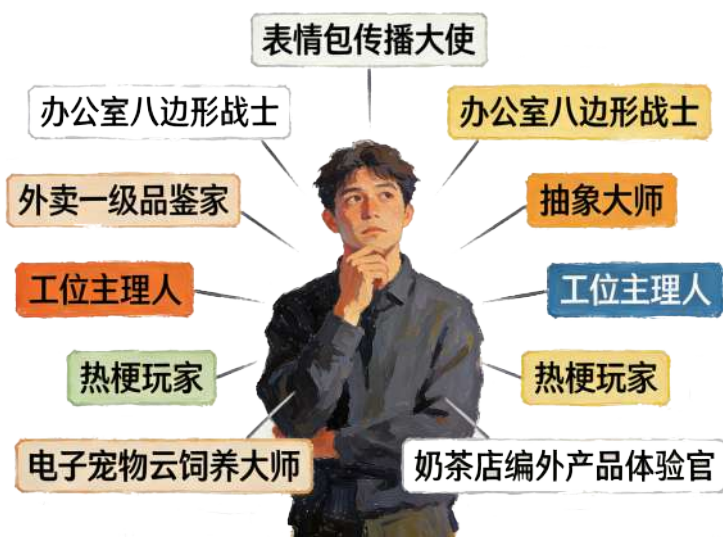 表情包传播大使
办公室八边形战士
办公室八边形战士
外卖一级品鉴家
抽象大师
工位主理人
工位主理人
热梗玩家
热梗玩家
电子宠物云饲养大师
奶茶店编外产品体验官